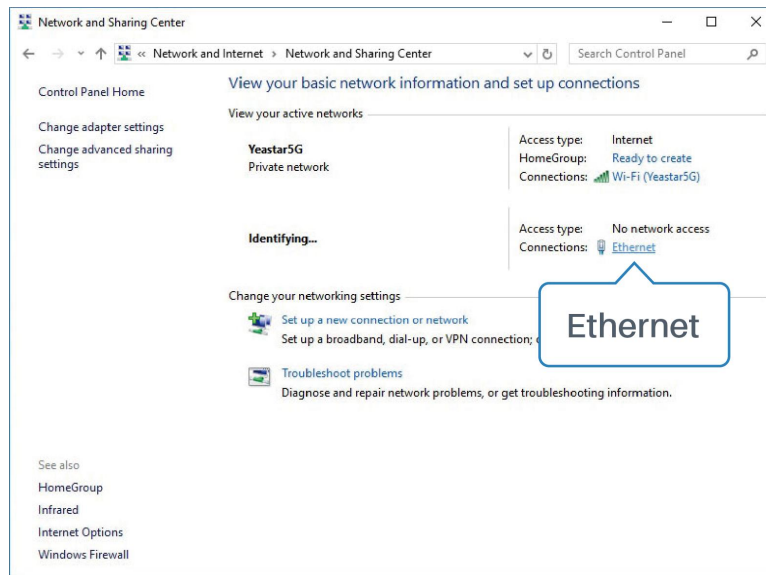 Network and Sharing Center
« Network and Internet › Network and Sharing Center
Search Control Panel
Control Panel Home
Change adapter settings
Change advanced sharing
settings
View your basic network information and set up connections
View your active networks
Yeastar5G
Private network
Access type: Internet
HomeGroup: Ready to create
Connections: Wi-Fi (Yeastar5G)
Identifying...
Access type: No network access
Connections: Ethernet
Ethernet
Change your networking settings
Set up a new connection or network
Set up a broadband, dial-up, or VPN connection;
Troubleshoot problems
Diagnose and repair network problems, or get troubleshooting information.
See also
HomeGroup
Infrared
Internet Options
Windows Firewall